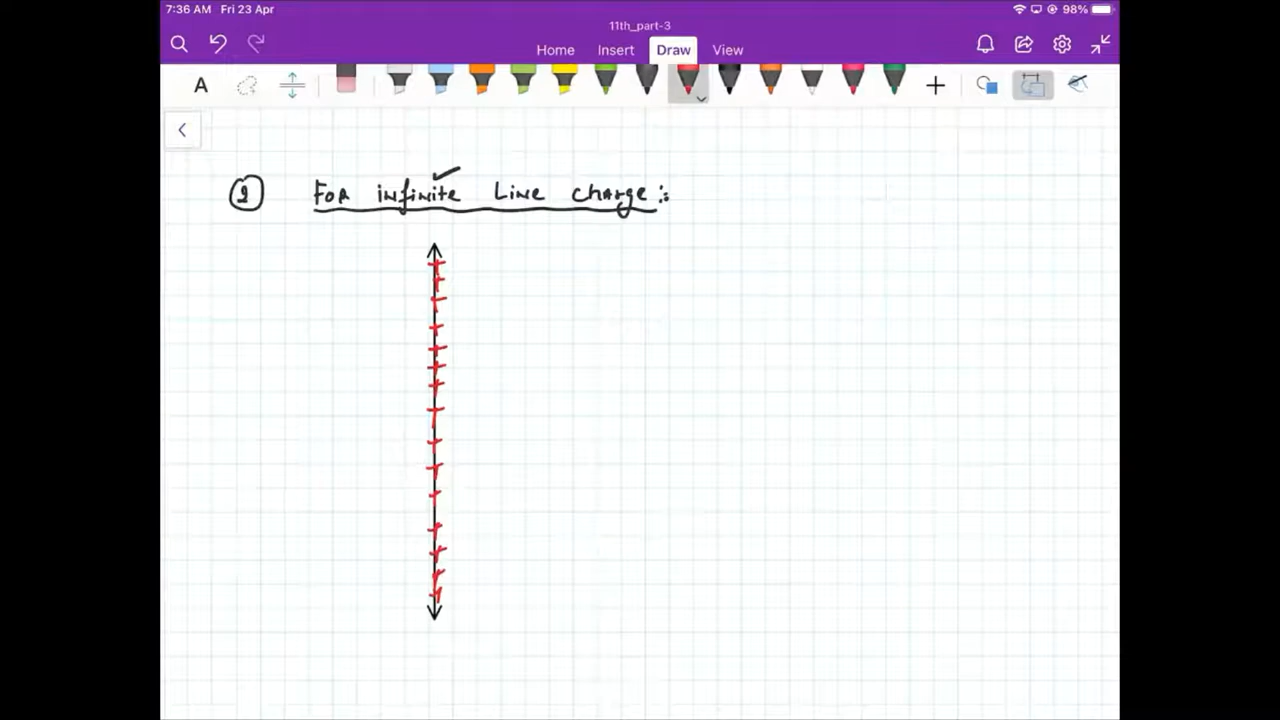 7:36 AM Fri 23 Apr
98%
11th_part-3
Home Insert Draw View
A
2 For infinite Line charge: